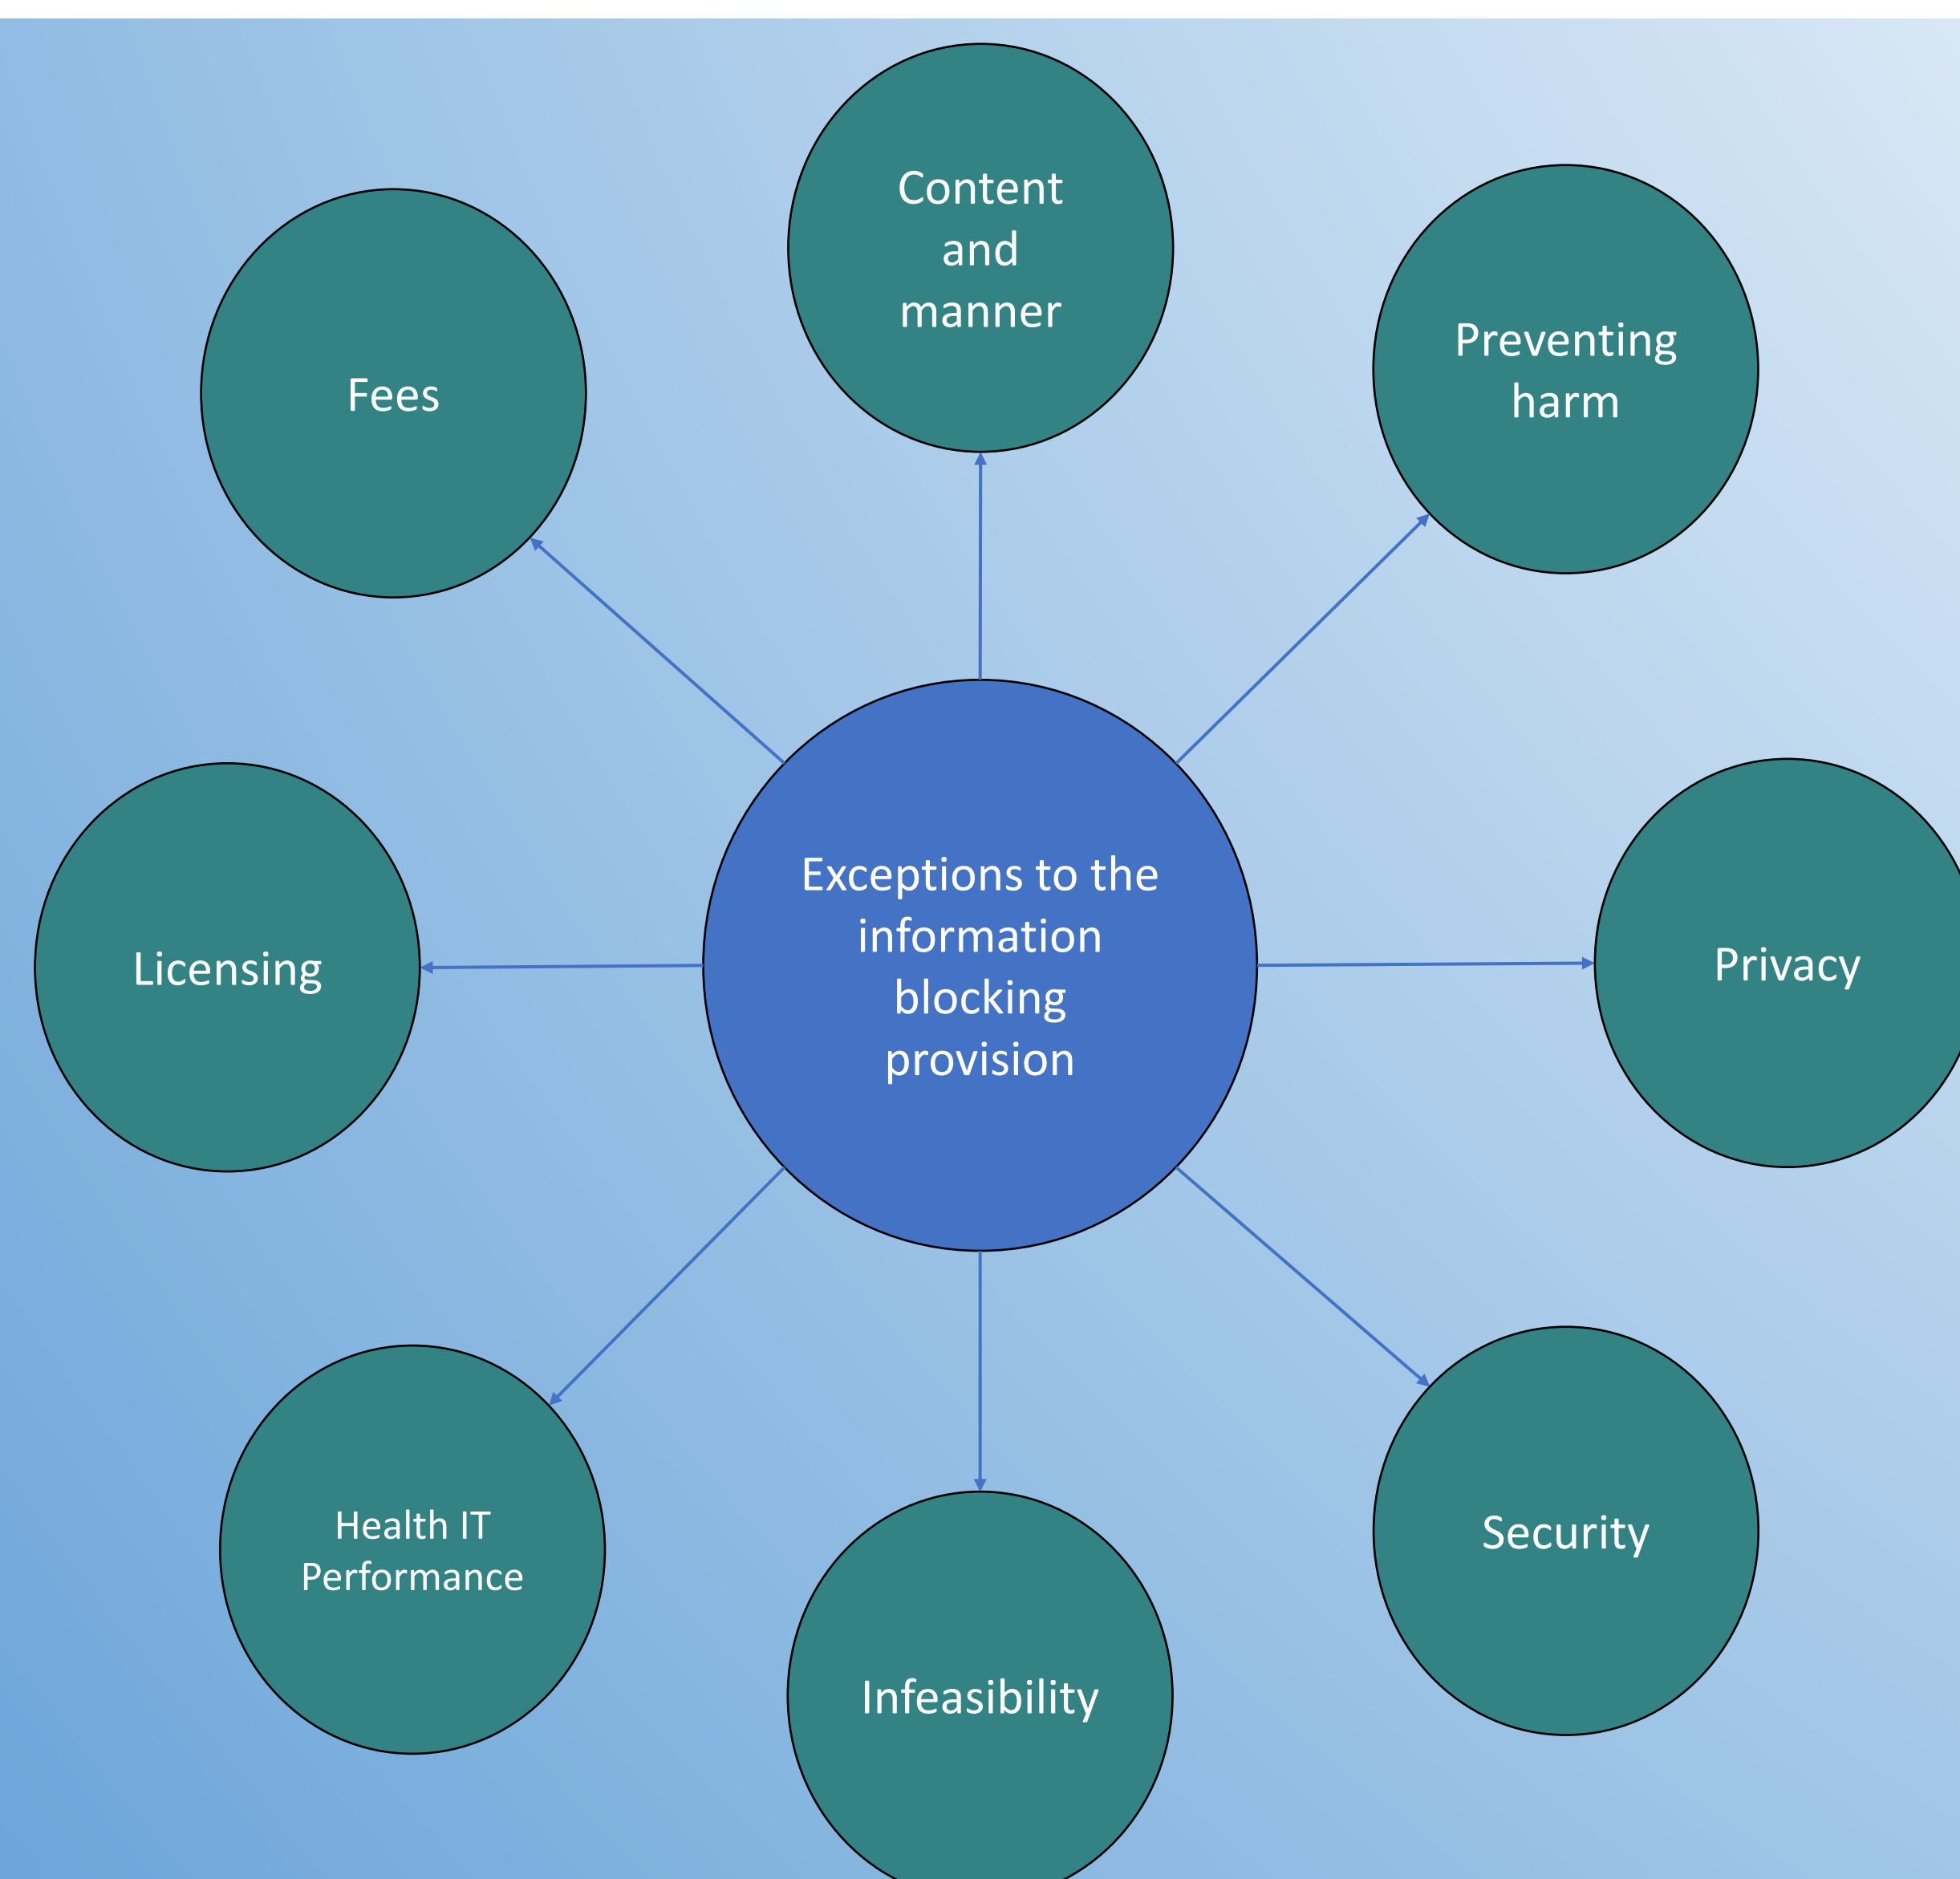 Content
and
manner
Preventing
harm
Fees
Exceptions to the
information
blocking
provision
Licensing
Privacy
Health IT
Performance
Security
Infeasibility